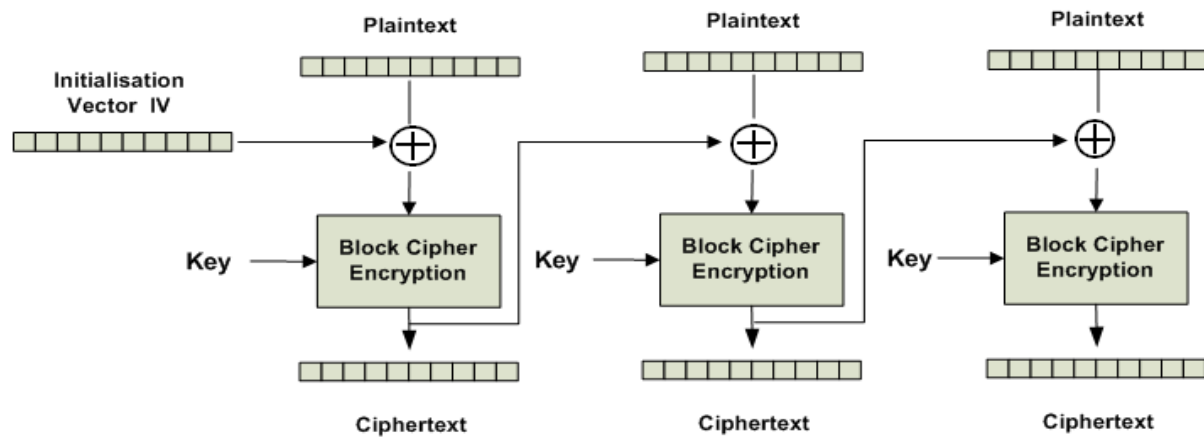 Plaintext
Plaintext
Plaintext
Initialisation
Vector IV
Key
Block Cipher
Encryption
Key
Block Cipher
Encryption
Key
Block Cipher
Encryption
Ciphertext
Ciphertext
Ciphertext